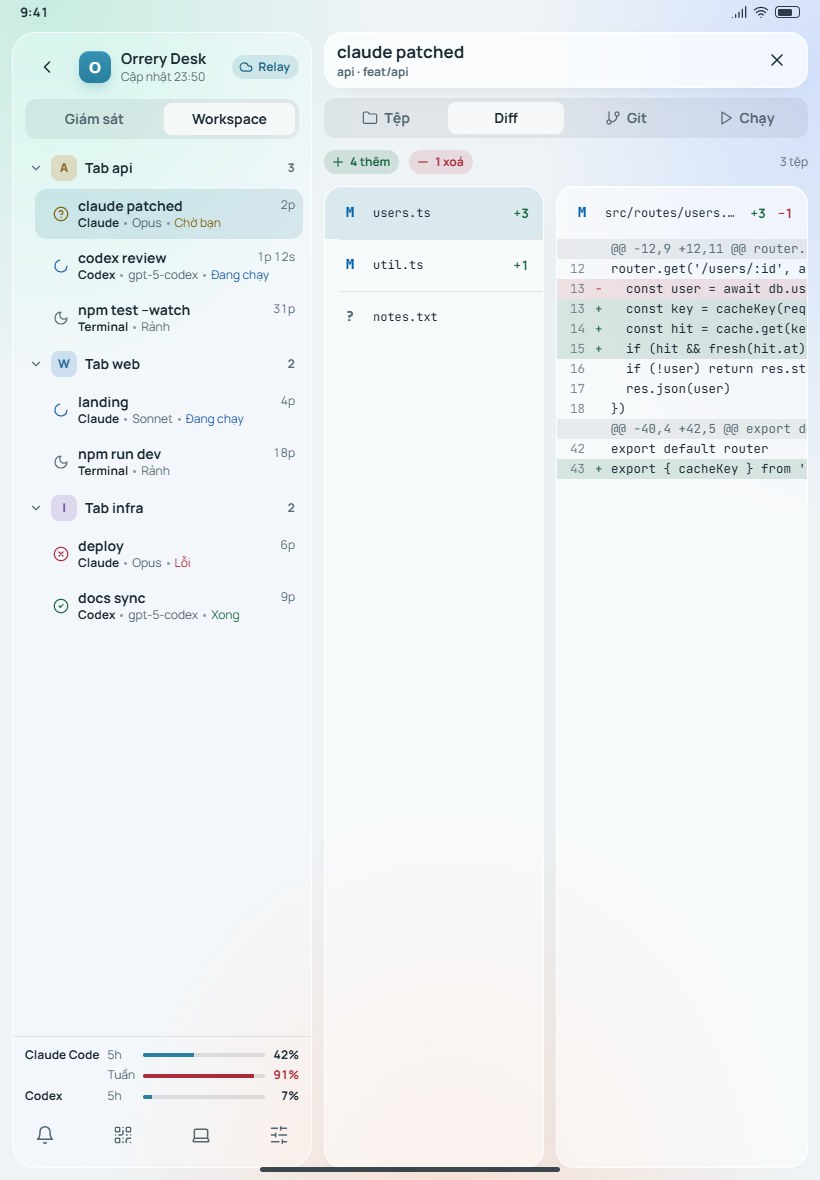 9:41
O
Orrery Desk
Cập nhật 23:50
Relay
Giám sát
Workspace
A
Tab api
3
claude patched
2p
Claude • Opus • Chờ bạn
codex review
1p 12s
Codex • gpt-5-codex • Đang chạy
npm test –watch
31p
Terminal • Rảnh
W
Tab web
2
landing
4p
Claude • Sonnet • Đang chạy
npm run dev
18p
Terminal • Rảnh
I
Tab infra
2
deploy
6p
Claude • Opus • Lỗi
docs sync
9p
Codex • gpt-5-codex • Xong
Claude Code 5h 42%
Tuần 91%
Codex 5h 7%
claude patched
api · feat/api
Tệp
Diff
Git
Chạy
+ 4 thêm
− 1 xoá
3 tệp
M users.ts +3
M util.ts +1
? notes.txt
M src/routes/users.… +3 −1
@@ -12,9 +12,11 @@ router.
12 router.get('/users/:id', a
13 - const user = await db.us
13 + const key = cacheKey(req
14 + const hit = cache.get(ke
15 + if (hit && fresh(hit.at)
16 if (!user) return res.st
17 res.json(user)
18 })
@@ -40,4 +42,5 @@ export d
42 export default router
43 + export { cacheKey } from '